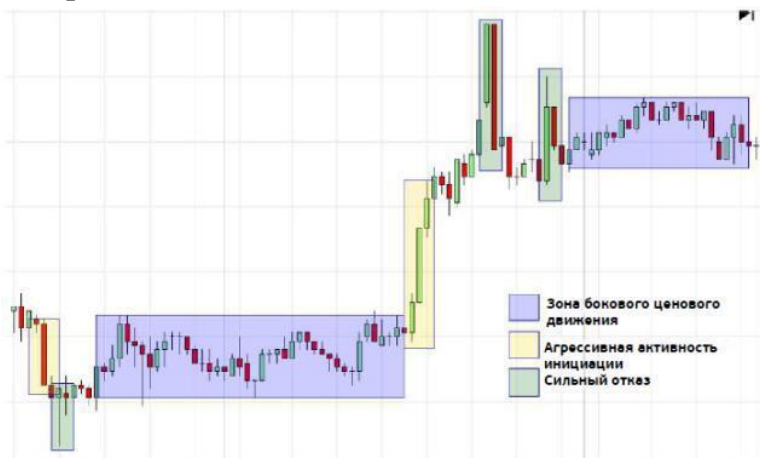 Зона бокового ценового
движения
Агрессивная активность
инициации
Сильный отказ